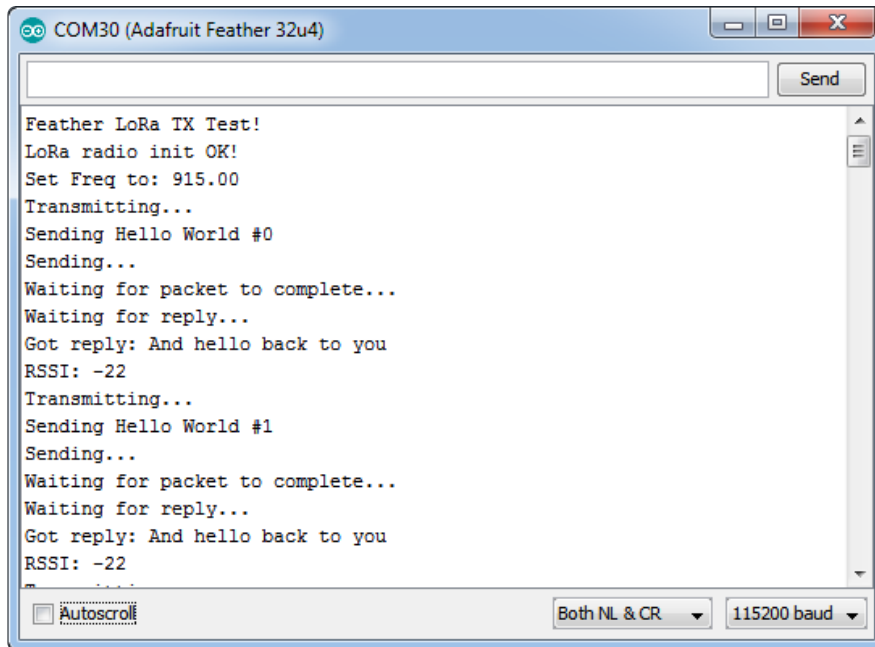 COM30 (Adafruit Feather 32u4)
Send
Feather LoRa TX Test!
LoRa radio init OK!
Set Freq to: 915.00
Transmitting...
Sending Hello World #0
Sending...
Waiting for packet to complete...
Waiting for reply...
Got reply: And hello back to you
RSSI: -22
Transmitting...
Sending Hello World #1
Sending...
Waiting for packet to complete...
Waiting for reply...
Got reply: And hello back to you
RSSI: -22
Autoscroll Both NL & CR 115200 baud